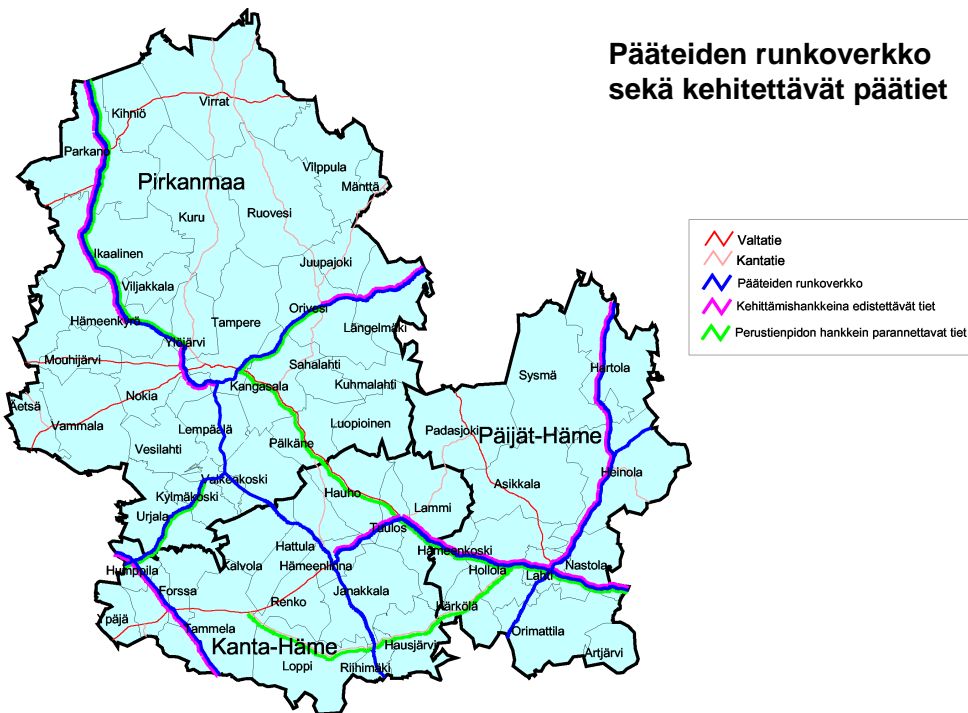 Pääteiden runkoverkko
sekä kehitettävät päätiet
Kihniö
Virrat
Parkano
Vilppula
Mänttä
Pirkanmaa
Kuru
Ruovesi
Ikaalinen
Juupajoki
Viljakkala
Hämeenkyrö
Tampere
Orivesi
Längelmäki
Ylöjärvi
Mouhijärvi
Sahalahti
Kangasala
Kuhmalahti
Nokia
Äetsä
Vammala
Lempäälä
Luopioinen
Vesilahti
Pälkäne
Valkeakoski
Kylmäkoski
Urjala
Hauho
Lammi
Tuulos
Hattula
Humppila
Kalvola
Hämeenlinna
Forssa
Renko
Janakkala
päjä
Tammela
Kanta-Häme
Loppi
Riihimäki
Hausjärvi
Sysmä
Hartola
Padasjoki
Päijät-Häme
Heinola
Asikkala
Hämeenkoski
Hollola
Lahti
Nastola
Kärkölä
Orimattila
Artjärvi
Valtatie
Kantatie
Pääteiden runkoverkko
Kehittämishankkeina edistettävät tiet
Perustienpidon hankkein parannettavat tiet